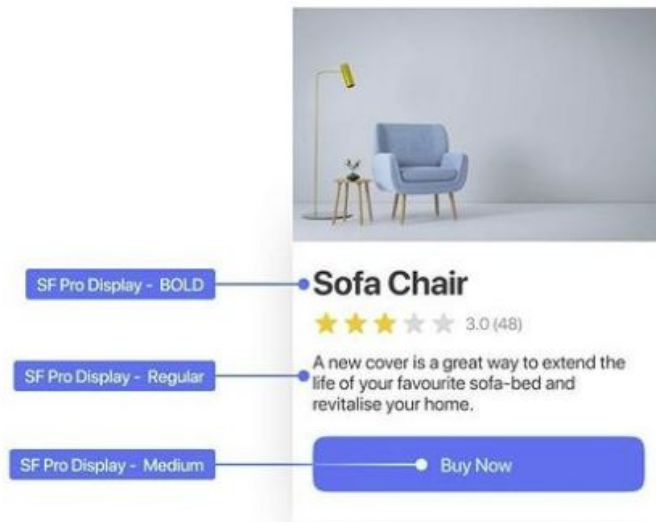 SF Pro Display - BOLD
Sofa Chair
3.0 (48)
SF Pro Display - Regular
A new cover is a great way to extend the
life of your favourite sofa-bed and
revitalise your home.
SF Pro Display - Medium
Buy Now